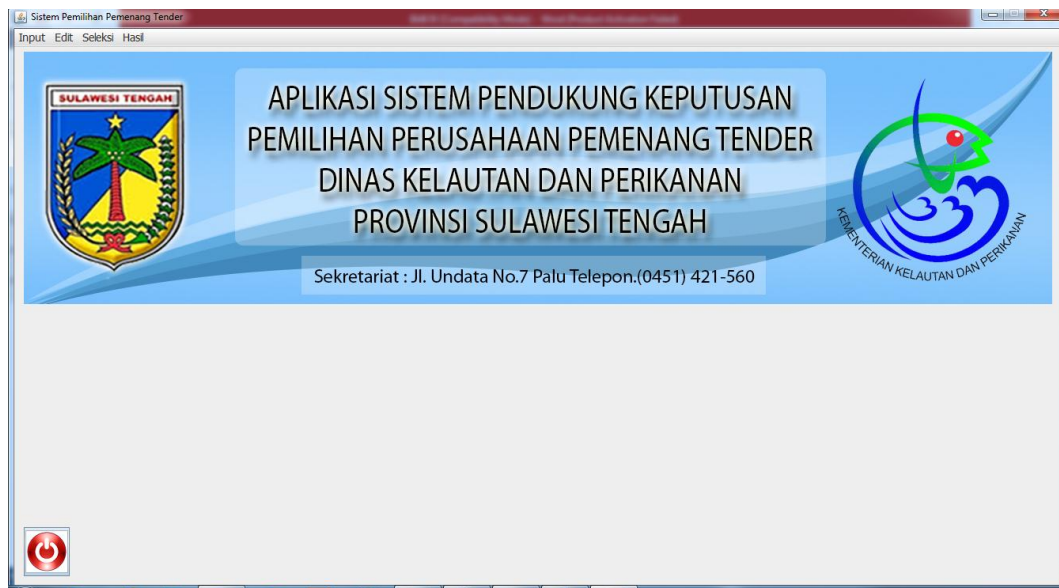 Sistem Pemilihan Pemenang Tender
Input Edit Seleksi Hasil
SULAWESI TENGAH
APLIKASI SISTEM PENDUKUNG KEPUTUSAN
PEMILIHAN PERUSAHAAN PEMENANG TENDER
DINAS KELAUTAN DAN PERIKANAN
PROVINSI SULAWESI TENGAH
Sekretariat : Jl. Undata No.7 Palu Telepon.(0451) 421-560
KEMENTERIAN KELAUTAN DAN PERIKANAN